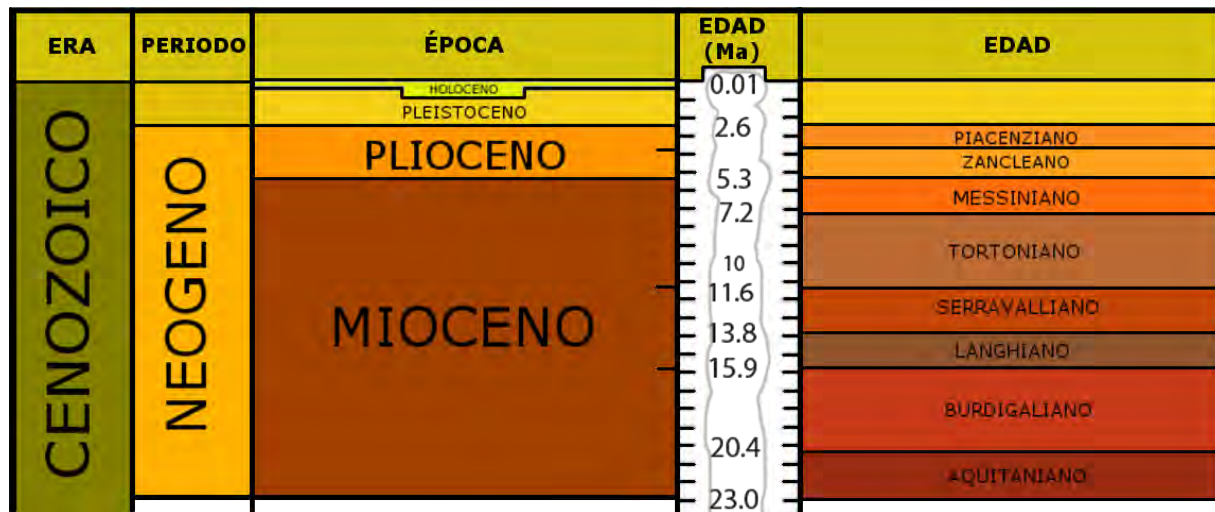 ERA
PERIODO
ÉPOCA
EDAD
(Ma)
EDAD
CENOZOICO
NEOGENO
HOLOCENO
PLEISTOCENO
PLIOCENO
MIOCENO
0.01
2.6
5.3
7.2
10
11.6
13.8
15.9
20.4
23.0
PIACENZIANO
ZANCLEANO
MESSINIANO
TORTONIANO
SERRAVALLIANO
LANGHIANO
BURDIGALIANO
AQUITANIANO